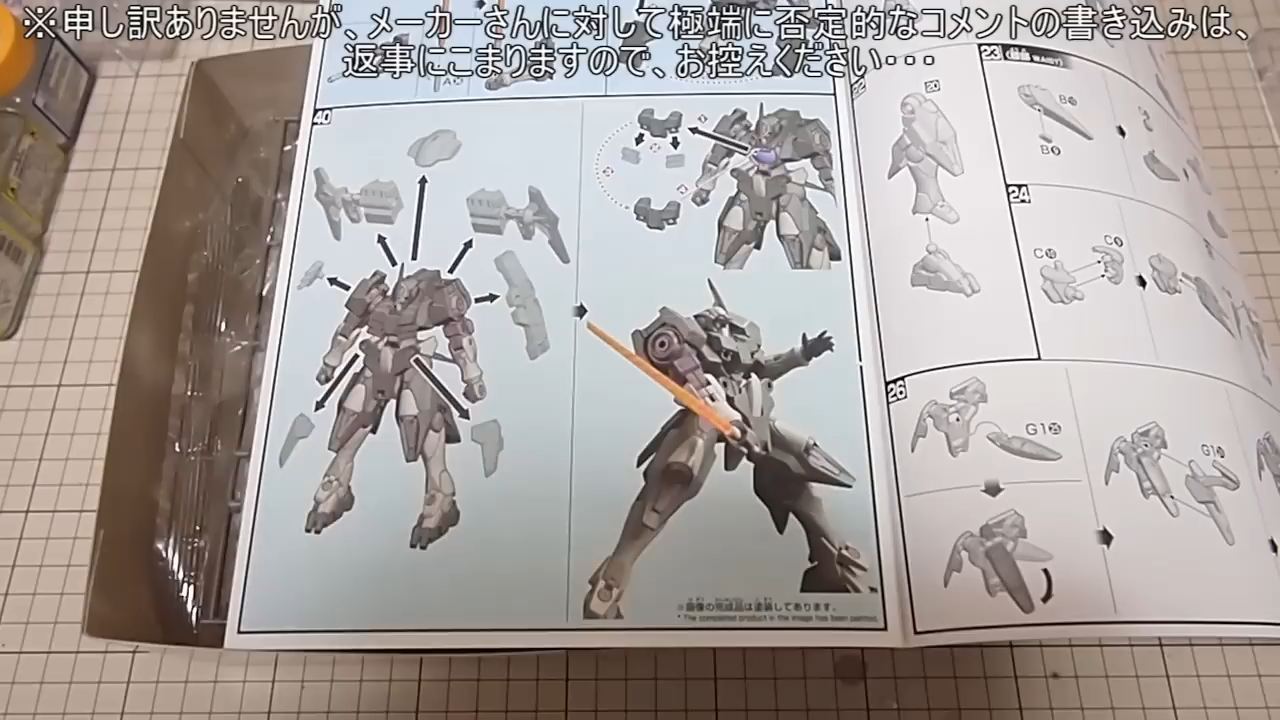 ※申し訳ありませんが、メーカーさんに対して極端に否定的なコメントの書き込みは、
返事にこまりますので、お控えください・・・
40
※画像の完成品は塗装してあります。
* The completed product in the image has been painted.
22
20
23
WAIST)
B
B
24
C
C
26
G1
G1